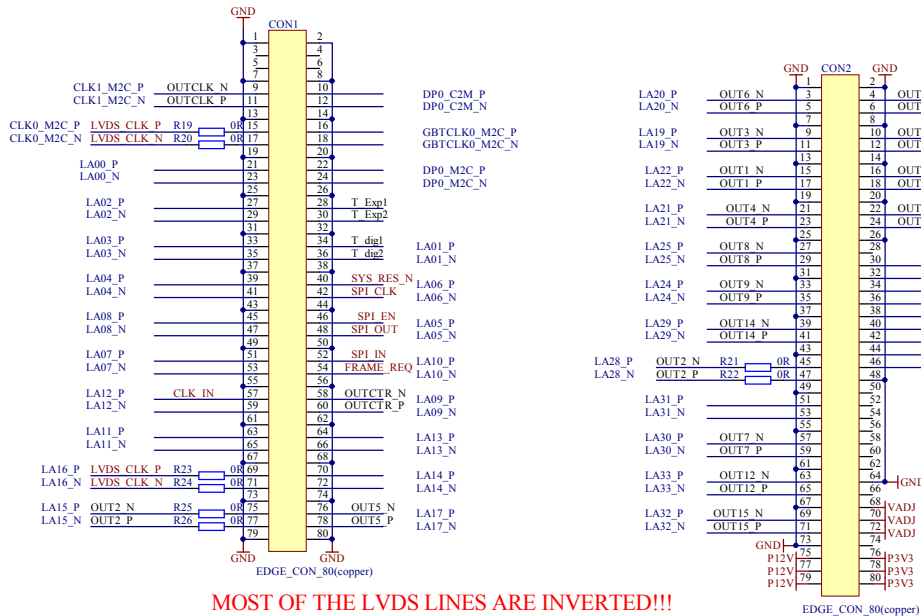 GND
CON1
1 2
3 4
5 6
7 8
CLK1_M2C_P OUTCLK_N 9 10 DP0_C2M_P
CLK1_M2C_N OUTCLK_P 11 12 DP0_C2M_N
13 14
CLK0_M2C_P LVDS_CLK_P R19 0R 15 16 GBTCLK0_M2C_P
CLK0_M2C_N LVDS_CLK_N R20 0R 17 18 GBTCLK0_M2C_N
19 20
LA00_P 21 22 DP0_M2C_P
LA00_N 23 24 DP0_M2C_N
25 26
LA02_P 27 28 T_Exp1
LA02_N 29 30 T_Exp2
31 32
LA03_P 33 34 T_dig1 LA01_P
LA03_N 35 36 T_dig2 LA01_N
37 38
LA04_P 39 40 SYS_RES_N LA06_P
LA04_N 41 42 SPI_CLK LA06_N
43 44
LA08_P 45 46 SPI_EN LA05_P
LA08_N 47 48 SPI_OUT LA05_N
49 50
LA07_P 51 52 SPI_IN LA10_P
LA07_N 53 54 FRAME_REQ LA10_N
55 56
LA12_P CLK_IN 57 58 OUTCTR_N LA09_P
LA12_N 59 60 OUTCTR_P LA09_N
61 62
LA11_P 63 64 LA13_P
LA11_N 65 66 LA13_N
67 68
LA16_P LVDS_CLK_P R23 0R 69 70 LA14_P
LA16_N LVDS_CLK_N R24 0R 71 72 LA14_N
73 74
LA15_P OUT2_N R25 0R 75 76 OUT5_N LA17_P
LA15_N OUT2_P R26 0R 77 78 OUT5_P LA17_N
79 80
GND GND
EDGE_CON_80(copper)
GND CON2 GND
1 2
LA20_P OUT6_N 3 4 OUT
LA20_N OUT6_P 5 6 OUT
7 8
LA19_P OUT3_N 9 10 OUT
LA19_N OUT3_P 11 12 OUT
13 14
LA22_P OUT1_N 15 16 OUT
LA22_N OUT1_P 17 18 OUT
19 20
LA21_P OUT4_N 21 22 OUT
LA21_N OUT4_P 23 24 OUT
25 26
LA25_P OUT8_N 27 28
LA25_N OUT8_P 29 30
31 32
LA24_P OUT9_N 33 34
LA24_N OUT9_P 35 36
37 38
LA29_P OUT14_N 39 40
LA29_N OUT14_P 41 42
43 44
LA28_P OUT2_N R21 0R 45 46
LA28_N OUT2_P R22 0R 47 48
49 50
LA31_P 51 52
LA31_N 53 54
55 56
LA30_P OUT7_N 57 58
LA30_N OUT7_P 59 60
61 62
LA33_P OUT12_N 63 64 GND
LA33_N OUT12_P 65 66
67 68 VADJ
LA32_P OUT15_N 69 70 VADJ
LA32_N OUT15_P 71 72 VADJ
GND 73 74
P12V 75 76 P3V3
P12V 77 78 P3V3
P12V 79 80 P3V3
EDGE_CON_80(copper)
MOST OF THE LVDS LINES ARE INVERTED!!!